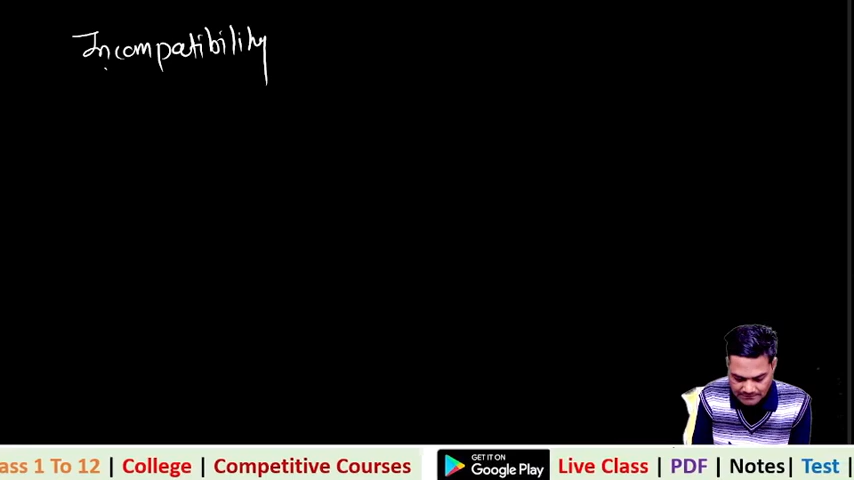 Incompatibility
ass 1 To 12 | College | Competitive Courses GET IT ON Google Play Live Class | PDF | Notes| Test |